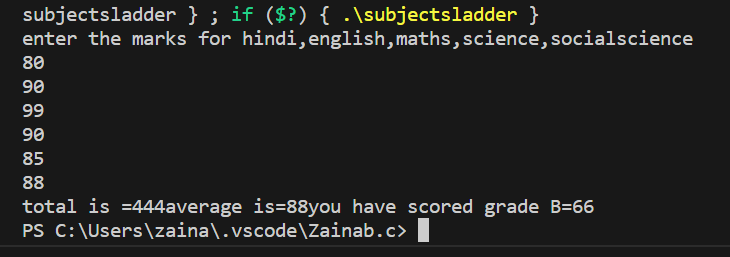 subjectsladder } ; if ($?) { .\subjectsladder }
enter the marks for hindi,english,maths,science,socialscience
80
90
99
90
85
88
total is =444average is=88you have scored grade B=66
PS C:\Users\zaina\.vscode\Zainab.c>